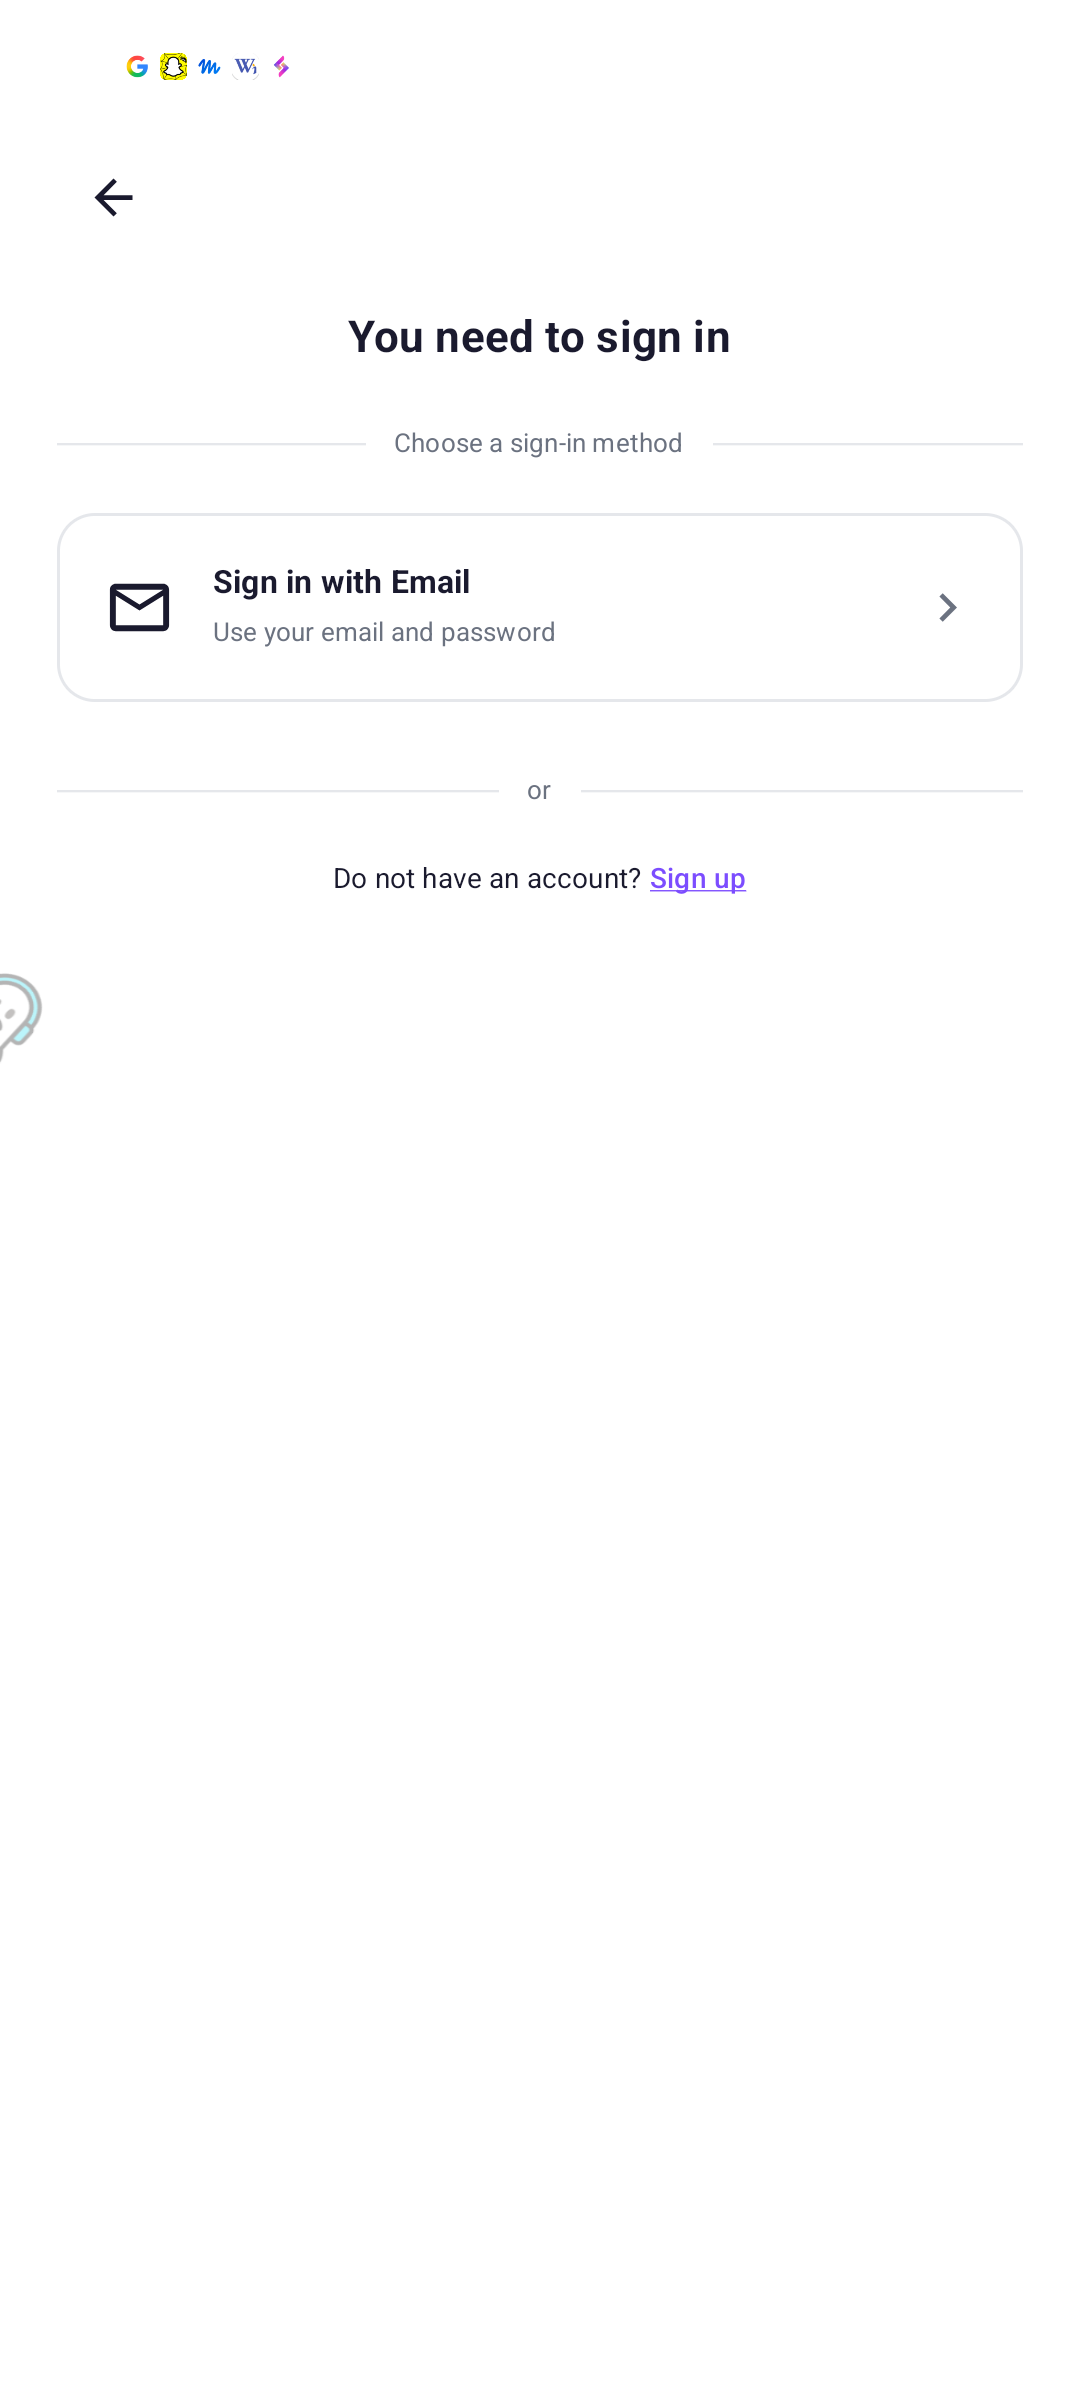 You need to sign in
Choose a sign-in method
Sign in with Email
Use your email and password
or
Do not have an account? Sign up